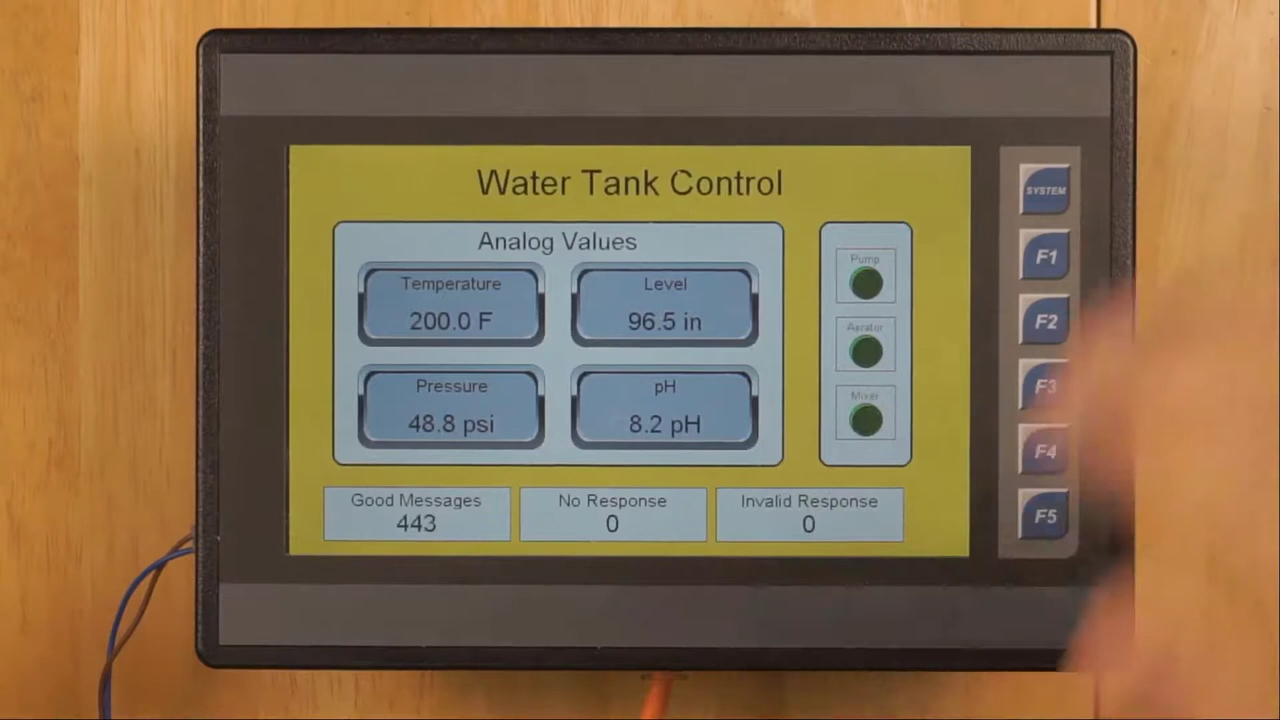 Water Tank Control
Analog Values
Temperature
200.0 F
Level
96.5 in
Pressure
48.8 psi
pH
8.2 pH
Pump
Aerator
Mixer
Good Messages
443
No Response
0
Invalid Response
0
SYSTEM
F1
F2
F3
F4
F5